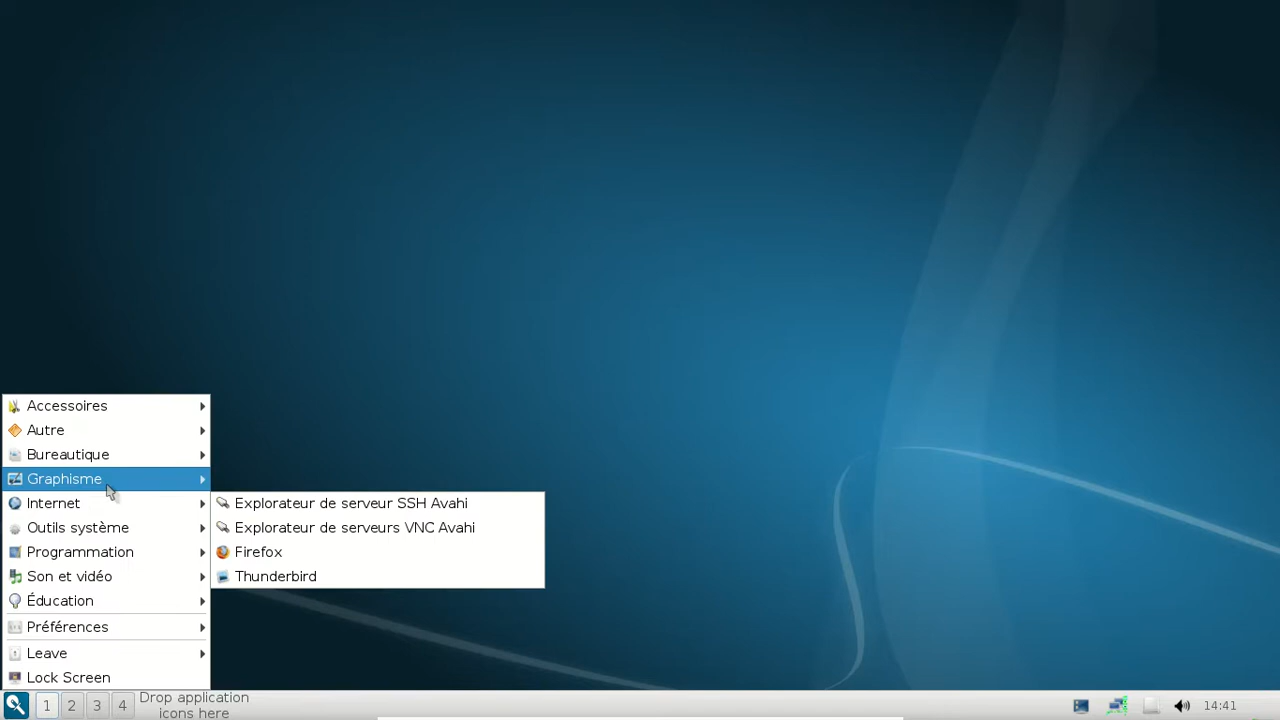 Accessoires
Autre
Bureautique
Graphisme
Internet
Outils système
Programmation
Son et vidéo
Éducation
Préférences
Leave
Lock Screen
Explorateur de serveur SSH Avahi
Explorateur de serveurs VNC Avahi
Firefox
Thunderbird
1 2 3 4
Drop application
icons here
14:41